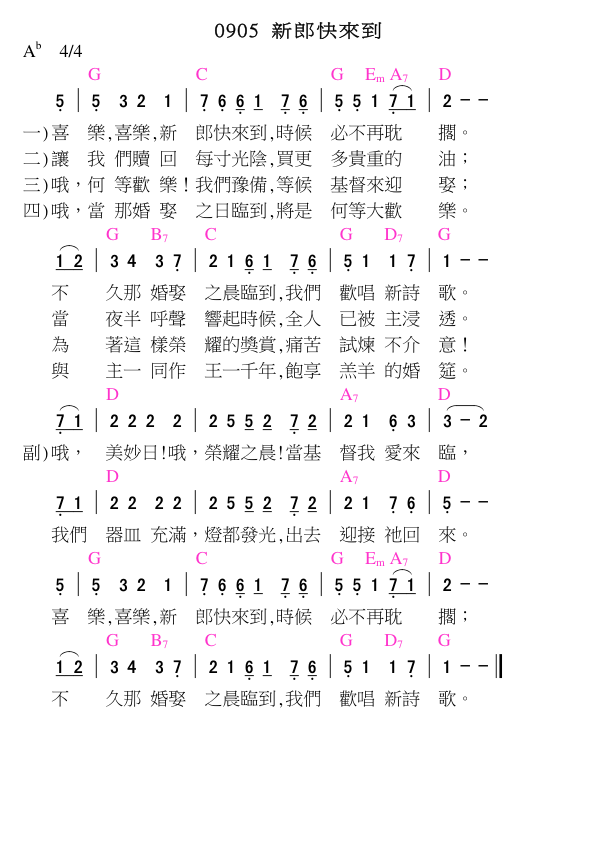 0905 新郎快來到
A♭ 4/4
G C G Em A7 D
5 | 5 3 2 1 | 7 6 6 1 7 6 | 5 5 1 7 1 | 2 - -
一)喜 樂,喜樂,新 郎快來到,時候 必不再耽 擱。
二)讓 我 們贖 回 每寸光陰,買更 多貴重的 油；
三)哦，何 等歡 樂！我們豫備,等候 基督來迎 娶；
四)哦，當 那婚 娶 之日臨到,將是 何等大歡 樂。
G B7 C G D7 G
1 2 | 3 4 3 7 | 2 1 6 1 7 6 | 5 1 1 7 | 1 - -
不 久那 婚娶 之晨臨到,我們 歡唱 新詩 歌。
當 夜半 呼聲 響起時候,全人 已被 主浸 透。
為 著這 樣榮 耀的獎賞,痛苦 試煉 不介 意！
與 主一 同作 王一千年,飽享 羔羊 的婚 筵。
D A7 D
7 1 | 2 2 2 2 | 2 5 5 2 7 2 | 2 1 6 3 | 3 - 2
副)哦， 美妙日！哦，榮耀之晨！當基 督我 愛來 臨，
D A7 D
7 1 | 2 2 2 2 | 2 5 5 2 7 2 | 2 1 7 6 | 5 - -
我們 器皿 充滿，燈都發光,出去 迎接 祂回 來。
G C G Em A7 D
5 | 5 3 2 1 | 7 6 6 1 7 6 | 5 5 1 7 1 | 2 - -
喜 樂,喜樂,新 郎快來到,時候 必不再耽 擱；
G B7 C G D7 G
1 2 | 3 4 3 7 | 2 1 6 1 7 6 | 5 1 1 7 | 1 - - ‖
不 久那 婚娶 之晨臨到,我們 歡唱 新詩 歌。